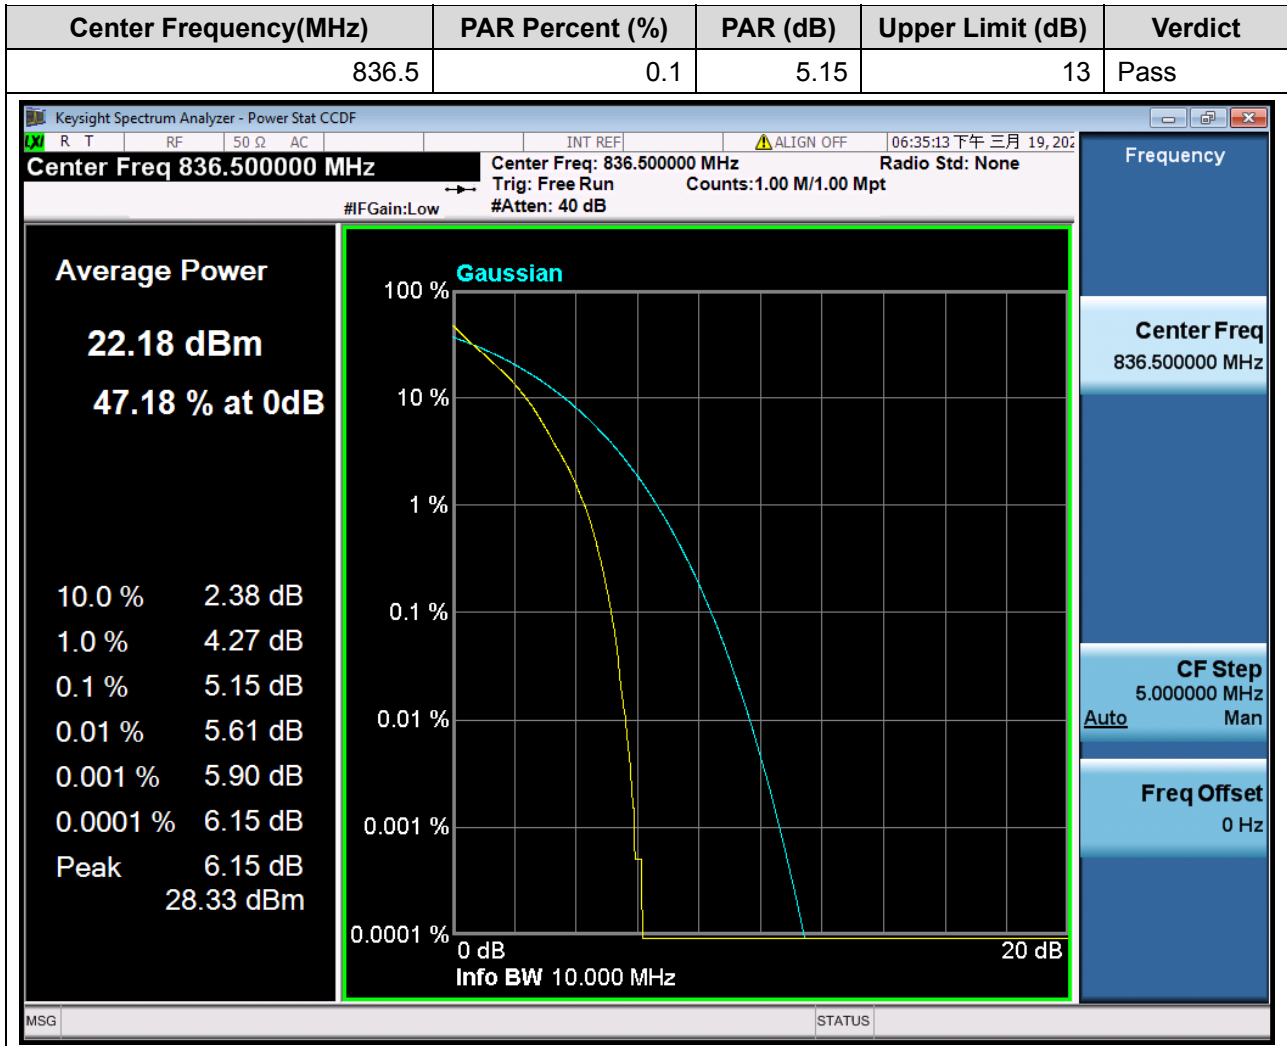 Center Frequency(MHz) PAR Percent (%) PAR (dB) Upper Limit (dB) Verdict
836.5 0.1 5.15 13 Pass
Keysight Spectrum Analyzer - Power Stat CCDF
LXI R T RF 50 Ω AC INT REF ALIGN OFF 06:35:13 下午 三月 19, 202
Center Freq 836.500000 MHz
#IFGain:Low
Center Freq: 836.500000 MHz Radio Std: None
Trig: Free Run Counts:1.00 M/1.00 Mpt
#Atten: 40 dB
Average Power
22.18 dBm
47.18 % at 0dB
10.0 % 2.38 dB
1.0 % 4.27 dB
0.1 % 5.15 dB
0.01 % 5.61 dB
0.001 % 5.90 dB
0.0001 % 6.15 dB
Peak 6.15 dB
28.33 dBm
Gaussian
100 %
10 %
1 %
0.1 %
0.01 %
0.001 %
0.0001 %
0 dB 20 dB
Info BW 10.000 MHz
Frequency
Center Freq
836.500000 MHz
CF Step
5.000000 MHz
Auto Man
Freq Offset
0 Hz
MSG STATUS